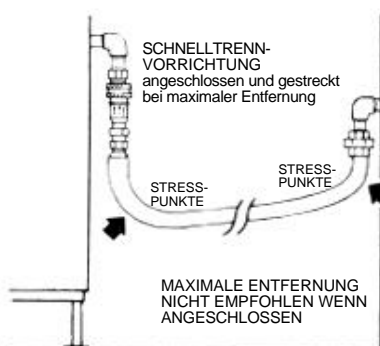 SCHNELLTRENN-
VORRICHTUNG
angeschlossen und gestreckt
bei maximaler Entfernung
STRESS-
PUNKTE
STRESS-
PUNKTE
MAXIMALE ENTFERNUNG
NICHT EMPFOHLEN WENN
ANGESCHLOSSEN